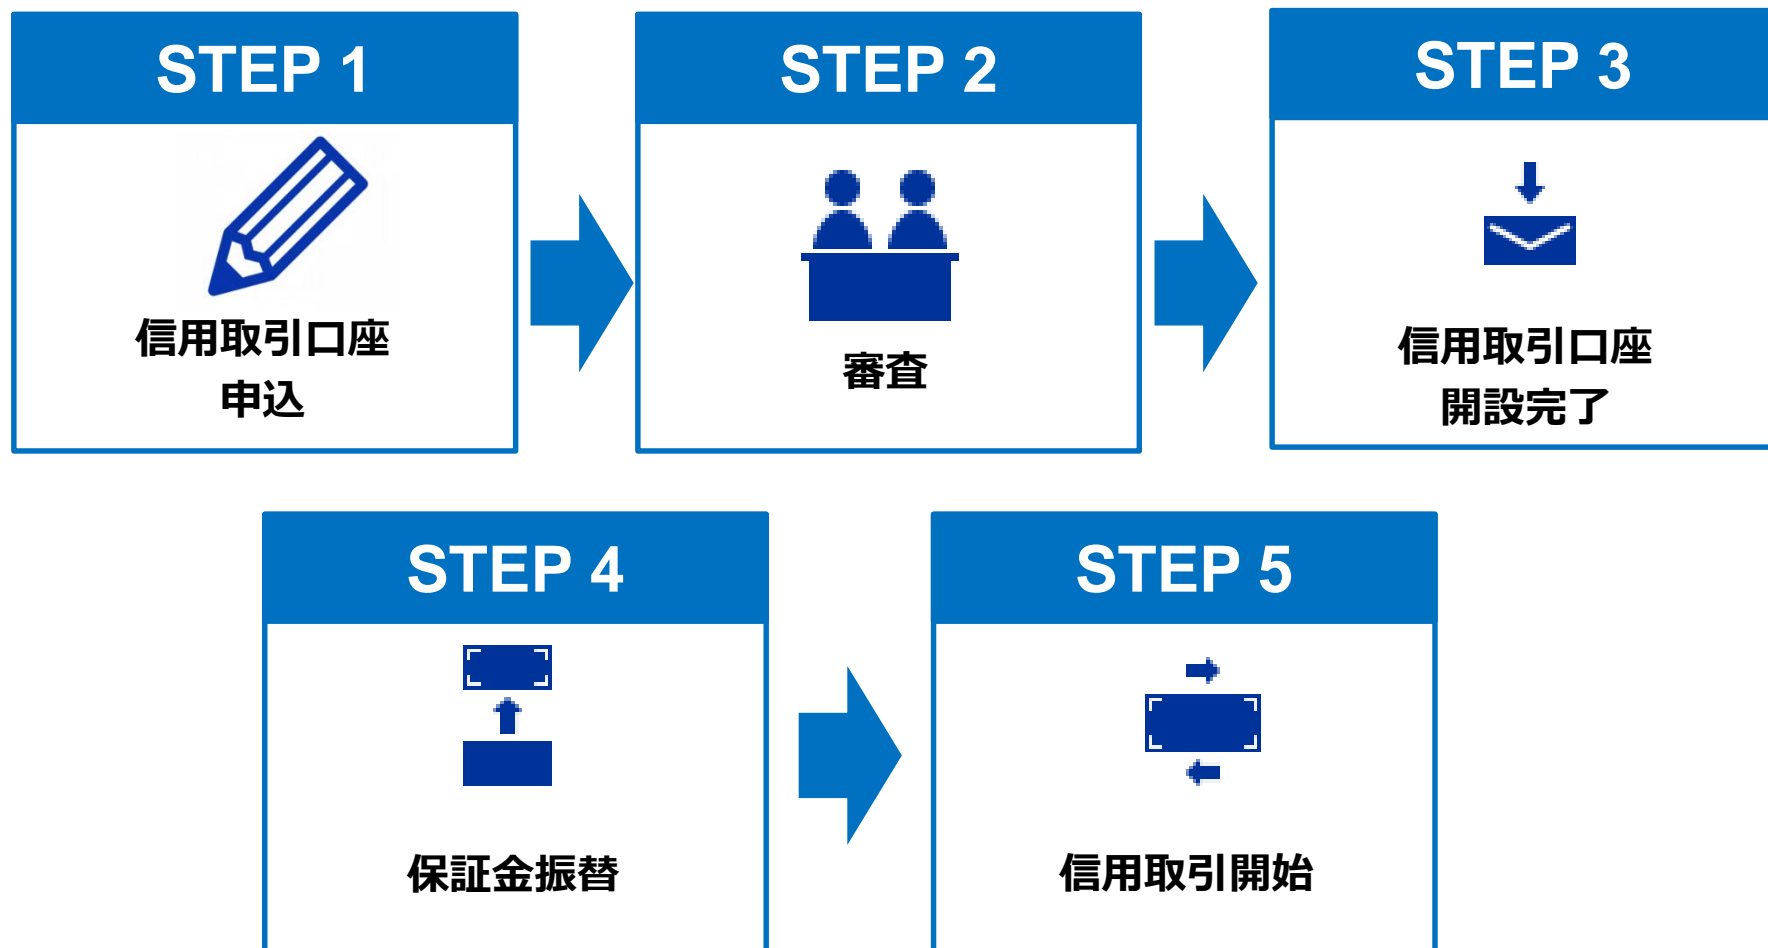 STEP 1
信用取引口座
申込
STEP 2
審査
STEP 3
信用取引口座
開設完了
STEP 4
保証金振替
STEP 5
信用取引開始